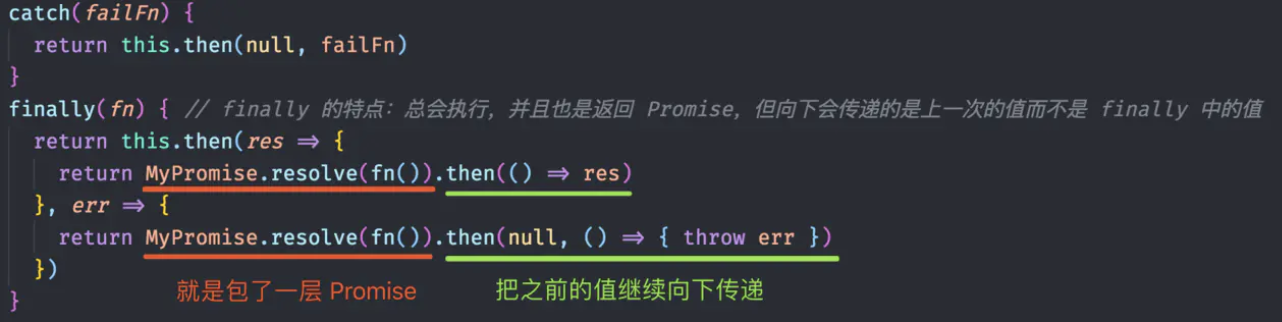 catch(failFn) {
  return this.then(null, failFn)
}
finally(fn) { // finally 的特点：总会执行，并且也是返回 Promise，但向下会传递的是上一次的值而不是 finally 中的值
  return this.then(res => {
    return MyPromise.resolve(fn()).then(() => res)
  }, err => {
    return MyPromise.resolve(fn()).then(null, () => { throw err })
  })
就是包了一层 Promise 把之前的值继续向下传递
}